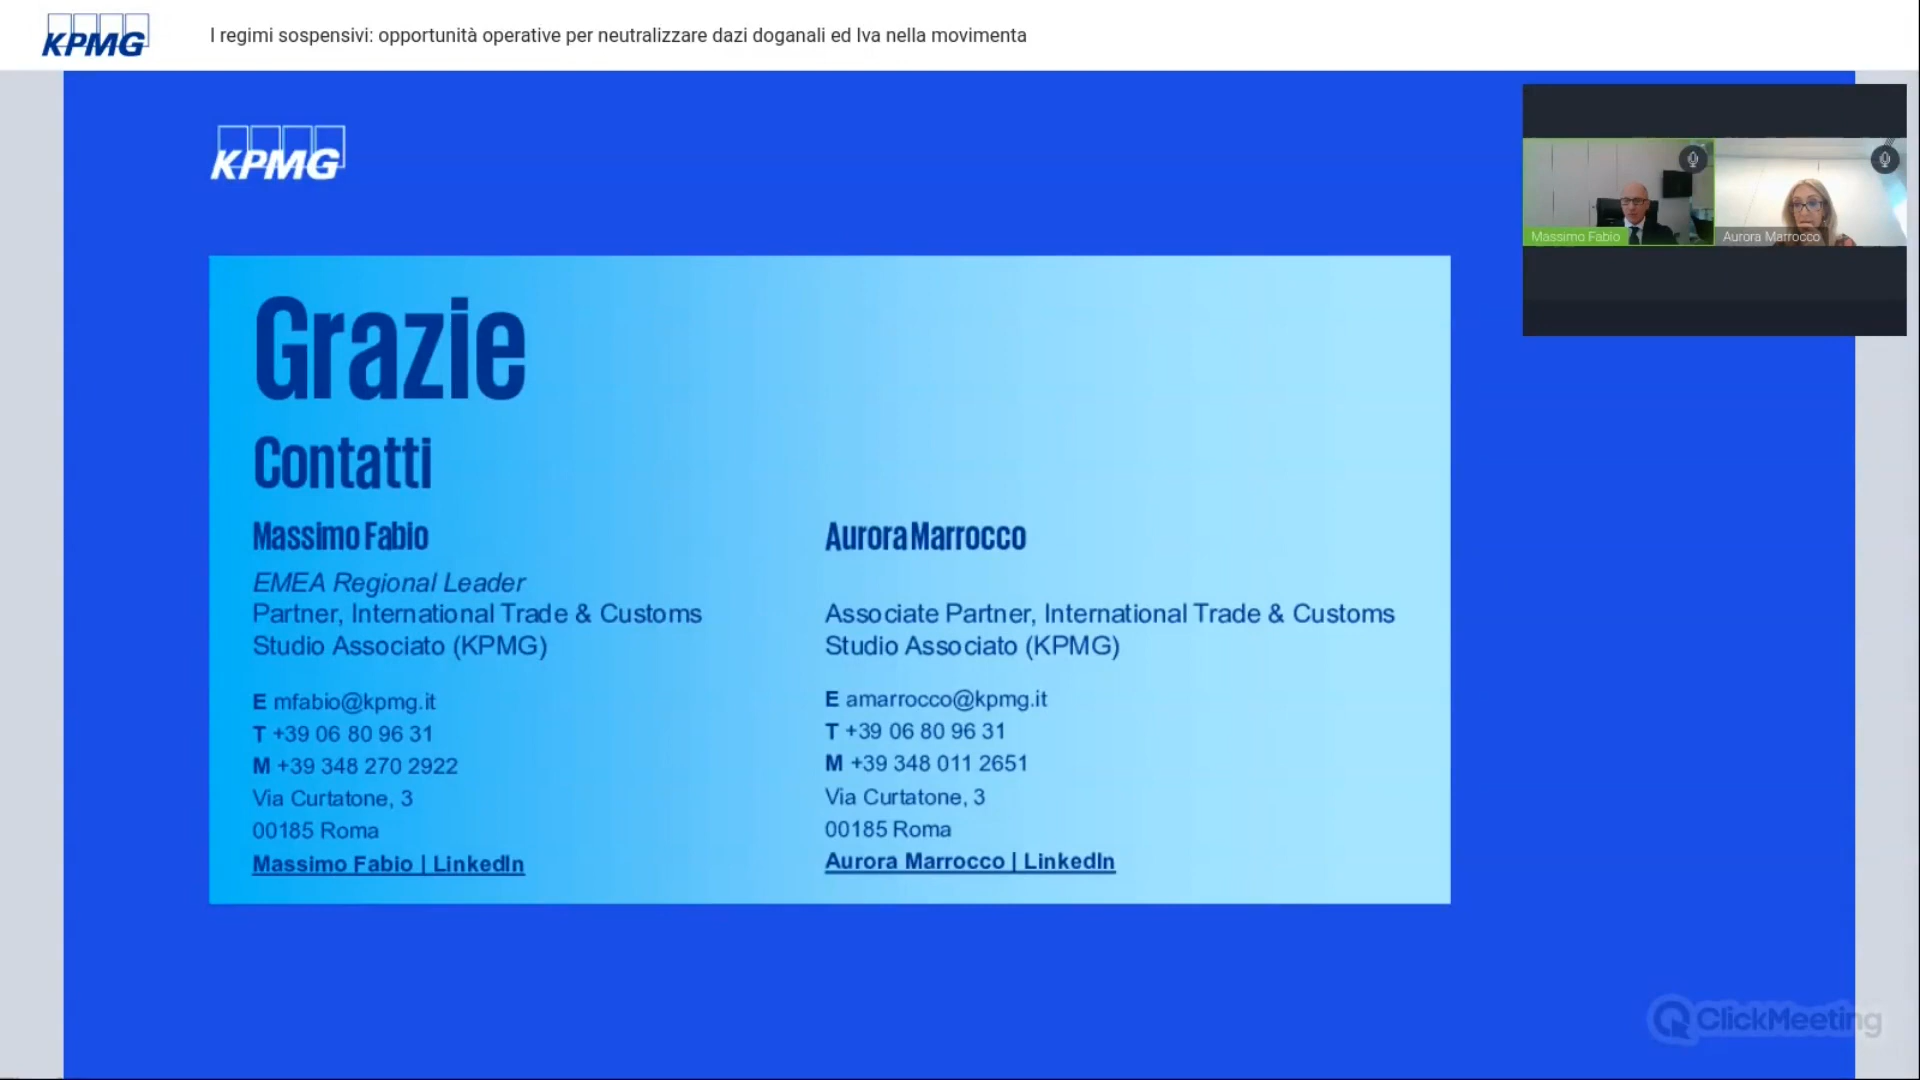 KPMG
I regimi sospensivi: opportunità operative per neutralizzare dazi doganali ed Iva nella movimenta
KPMG
Massimo Fabio
Aurora Marrocco
Grazie
Contatti
Massimo Fabio
EMEA Regional Leader
Partner, International Trade & Customs
Studio Associato (KPMG)
E mfabio@kpmg.it
T +39 06 80 96 31
M +39 348 270 2922
Via Curtatone, 3
00185 Roma
Massimo Fabio | LinkedIn
Aurora Marrocco
Associate Partner, International Trade & Customs
Studio Associato (KPMG)
E amarrocco@kpmg.it
T +39 06 80 96 31
M +39 348 011 2651
Via Curtatone, 3
00185 Roma
Aurora Marrocco | LinkedIn
ClickMeeting